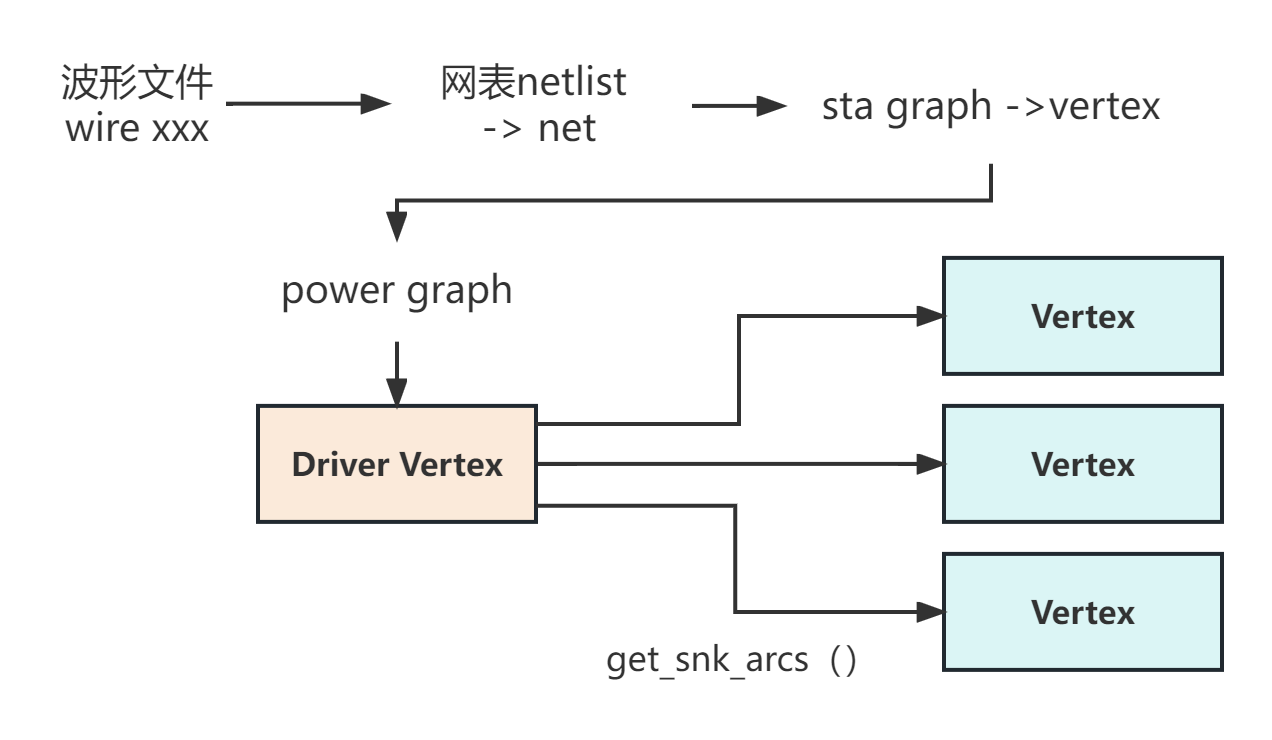 波形文件
wire xxx
网表netlist
-> net
sta graph ->vertex
power graph
Driver Vertex
Vertex
Vertex
Vertex
get_snk_arcs（）